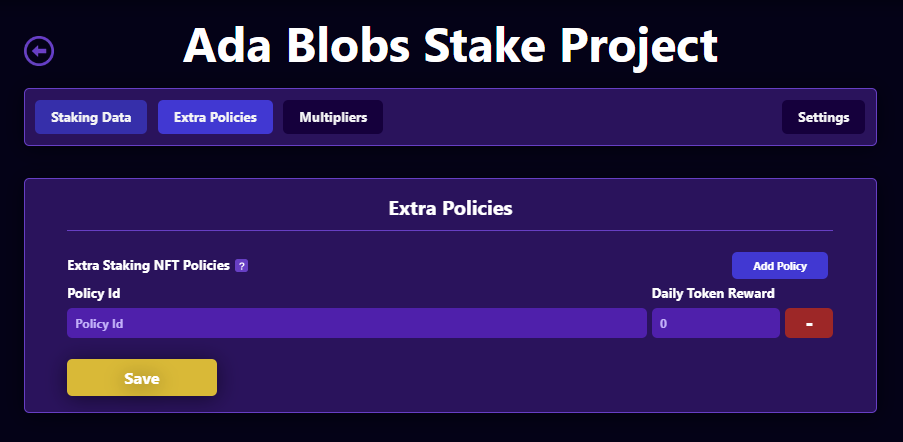 Ada Blobs Stake Project
Staking Data Extra Policies Multipliers Settings
Extra Policies
Extra Staking NFT Policies ? Add Policy
Policy Id Daily Token Reward
Policy Id 0 -
Save